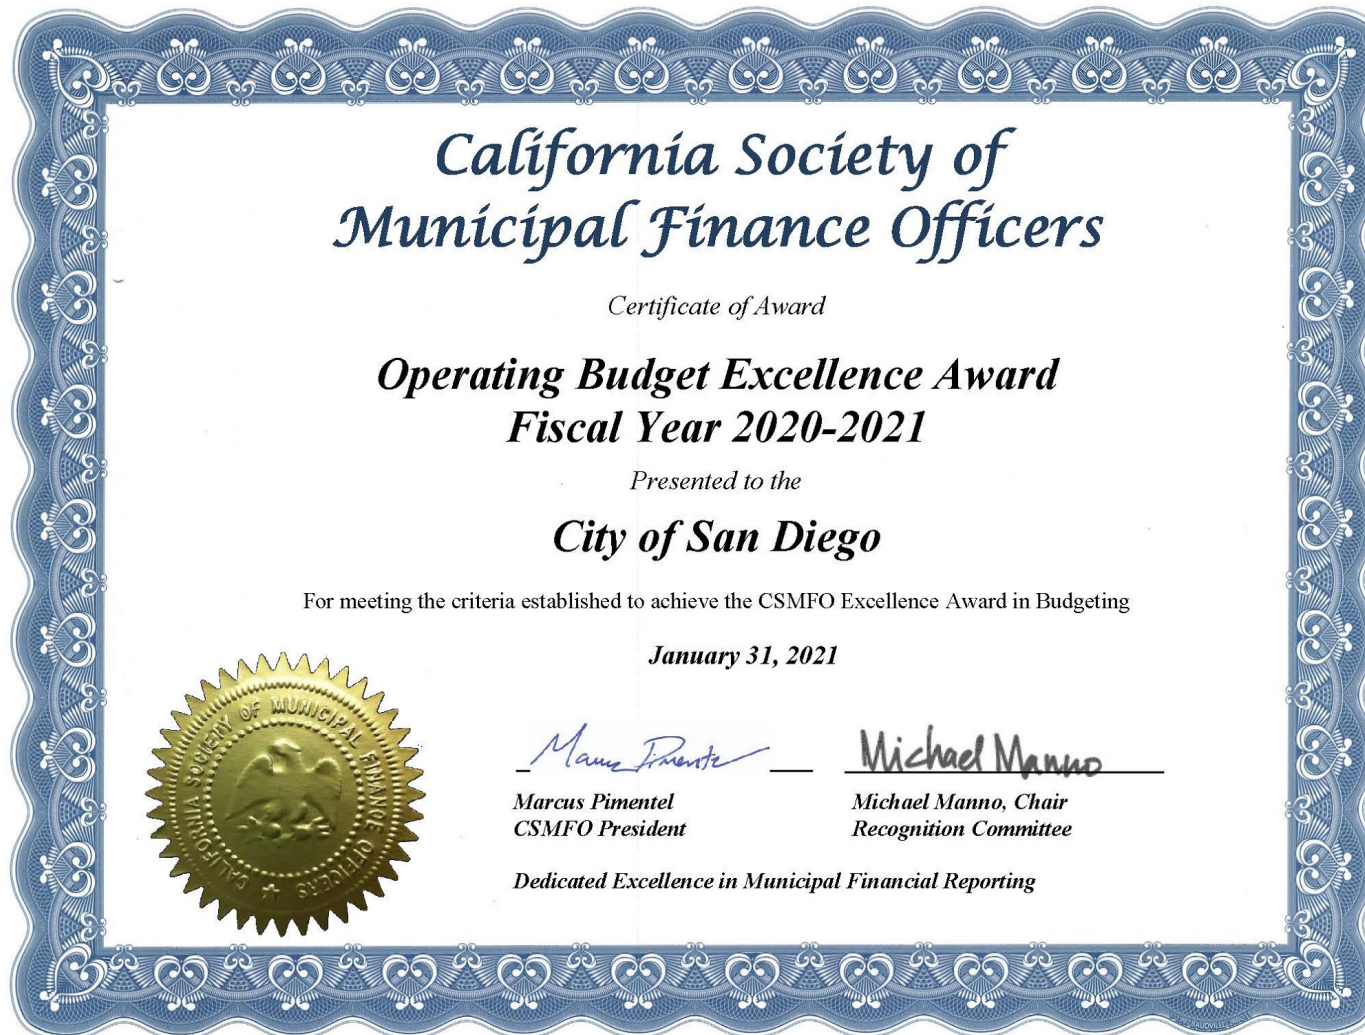 California Society of
Municipal Finance Officers
Certificate of Award
Operating Budget Excellence Award
Fiscal Year 2020-2021
Presented to the
City of San Diego
For meeting the criteria established to achieve the CSMFO Excellence Award in Budgeting
January 31, 2021
CALIFORNIA SOCIETY OF MUNICIPAL FINANCE OFFICERS
Michael Manno
Marcus Pimentel
Michael Manno, Chair
CSMFO President
Recognition Committee
Dedicated Excellence in Municipal Financial Reporting